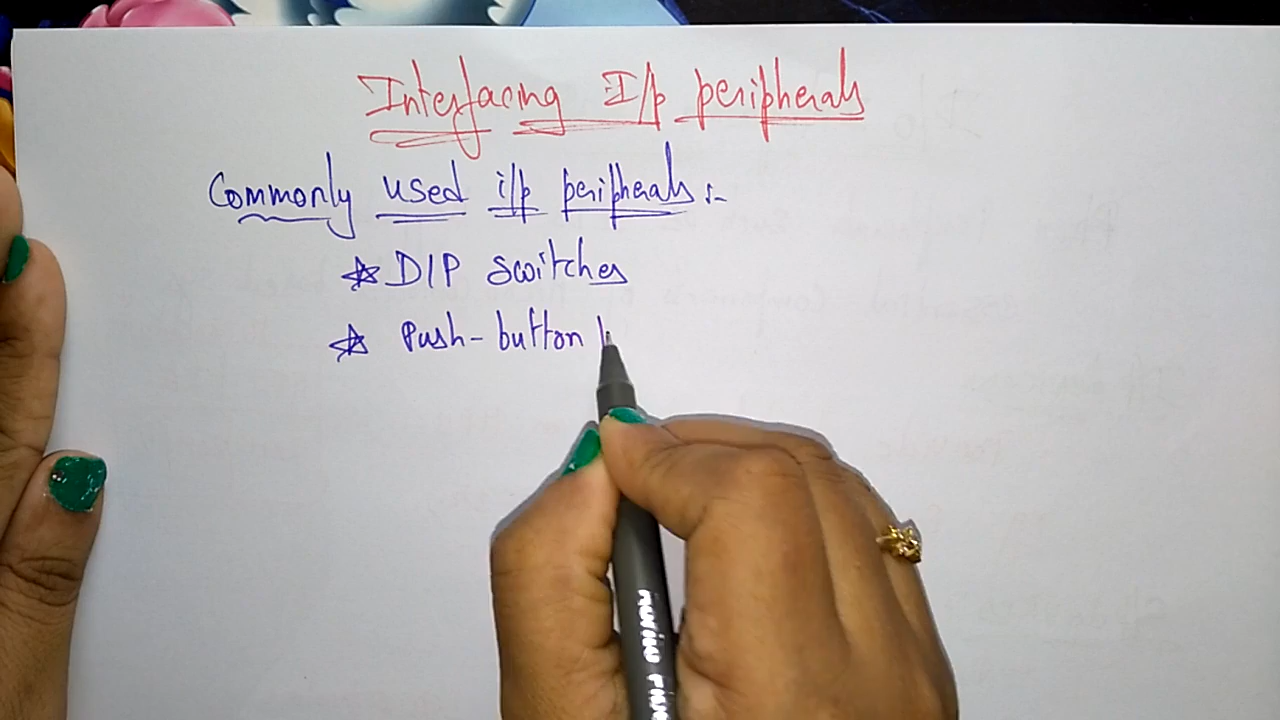 Interfacing I/p peripherals
Commonly used i/p peripherals :-
☆ DIP switches
☆ Push-button